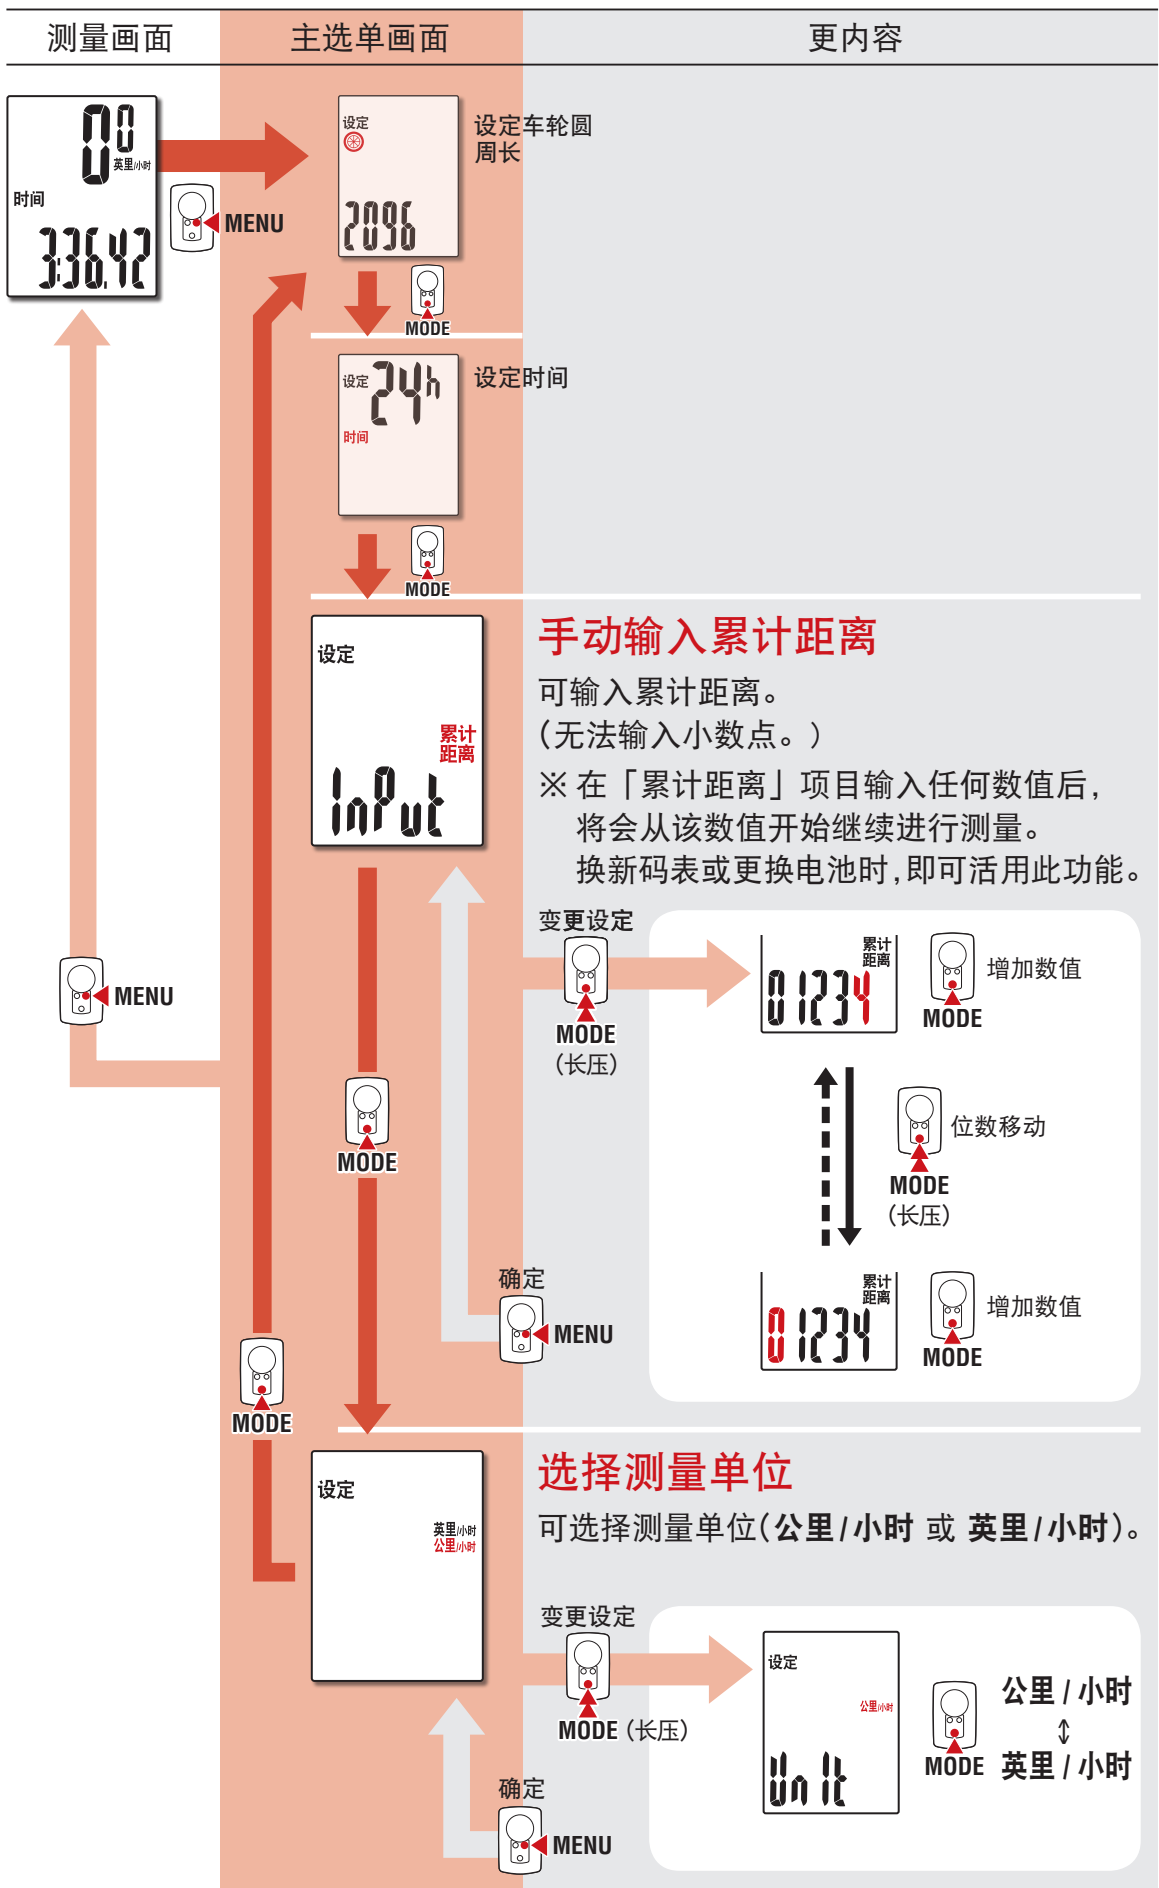 测量画面
主选单画面
更内容
00
英里/小时
时间
3:36.42
MENU
设定
2096
设定车轮圆
周长
MODE
设定
24h
时间
设定时间
MODE
设定
累计
距离
InPut
手动输入累计距离
可输入累计距离。
(无法输入小数点。)
※ 在「累计距离」项目输入任何数值后，
将会从该数值开始继续进行测量。
换新码表或更换电池时，即可活用此功能。
变更设定
MODE
(长压)
累计
距离
01234
MODE
增加数值
MENU
MODE
位数移动
MODE
(长压)
确定
MENU
累计
距离
01234
MODE
增加数值
MODE
设定
英里/小时
公里/小时
选择测量单位
可选择测量单位(公里/小时 或 英里/小时)。
变更设定
MODE (长压)
设定
公里/小时
Unit
MODE
公里 / 小时
⇕
英里 / 小时
确定
MENU